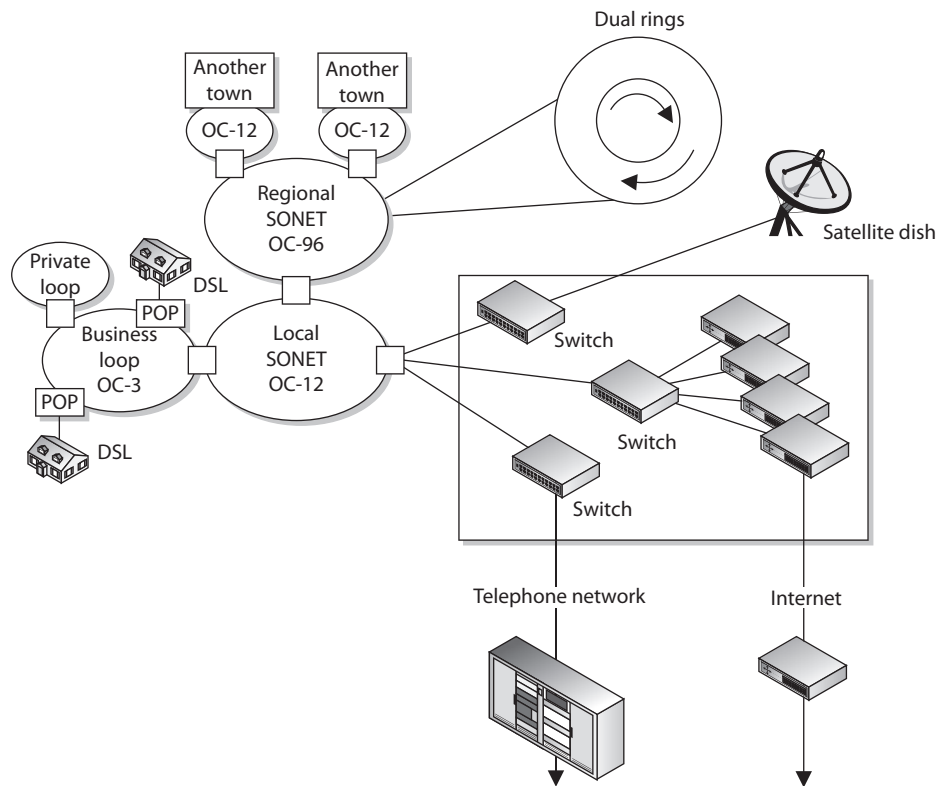 Dual rings
Another
town
Another
town
OC-12
OC-12
Regional
SONET
OC-96
Satellite dish
Private
loop
DSL
POP
Business
loop
OC-3
Local
SONET
OC-12
Switch
POP
Switch
DSL
Switch
Telephone network
Internet